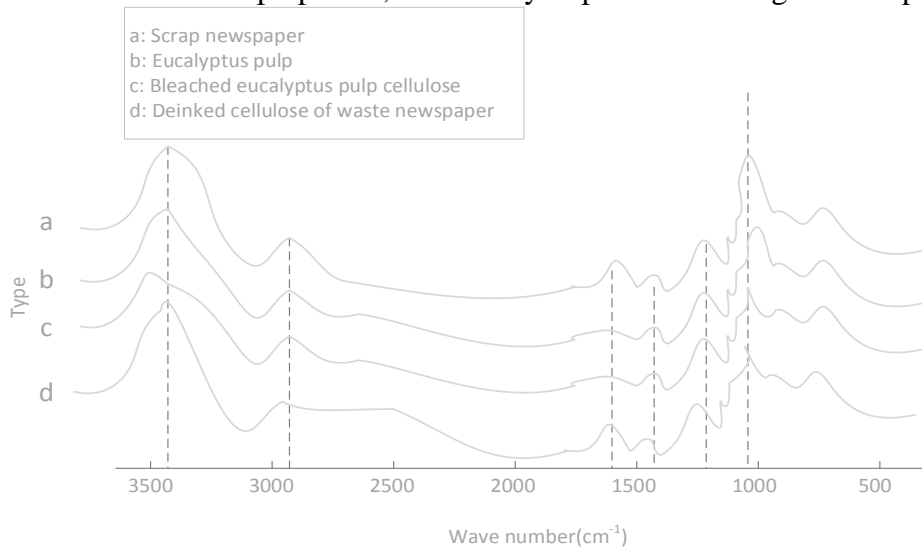 a: Scrap newspaper
b: Eucalyptus pulp
c: Bleached eucalyptus pulp cellulose
d: Deinked cellulose of waste newspaper
a
b
c
d
Type
3500 3000 2500 2000 1500 1000 500
Wave number(cm⁻¹)